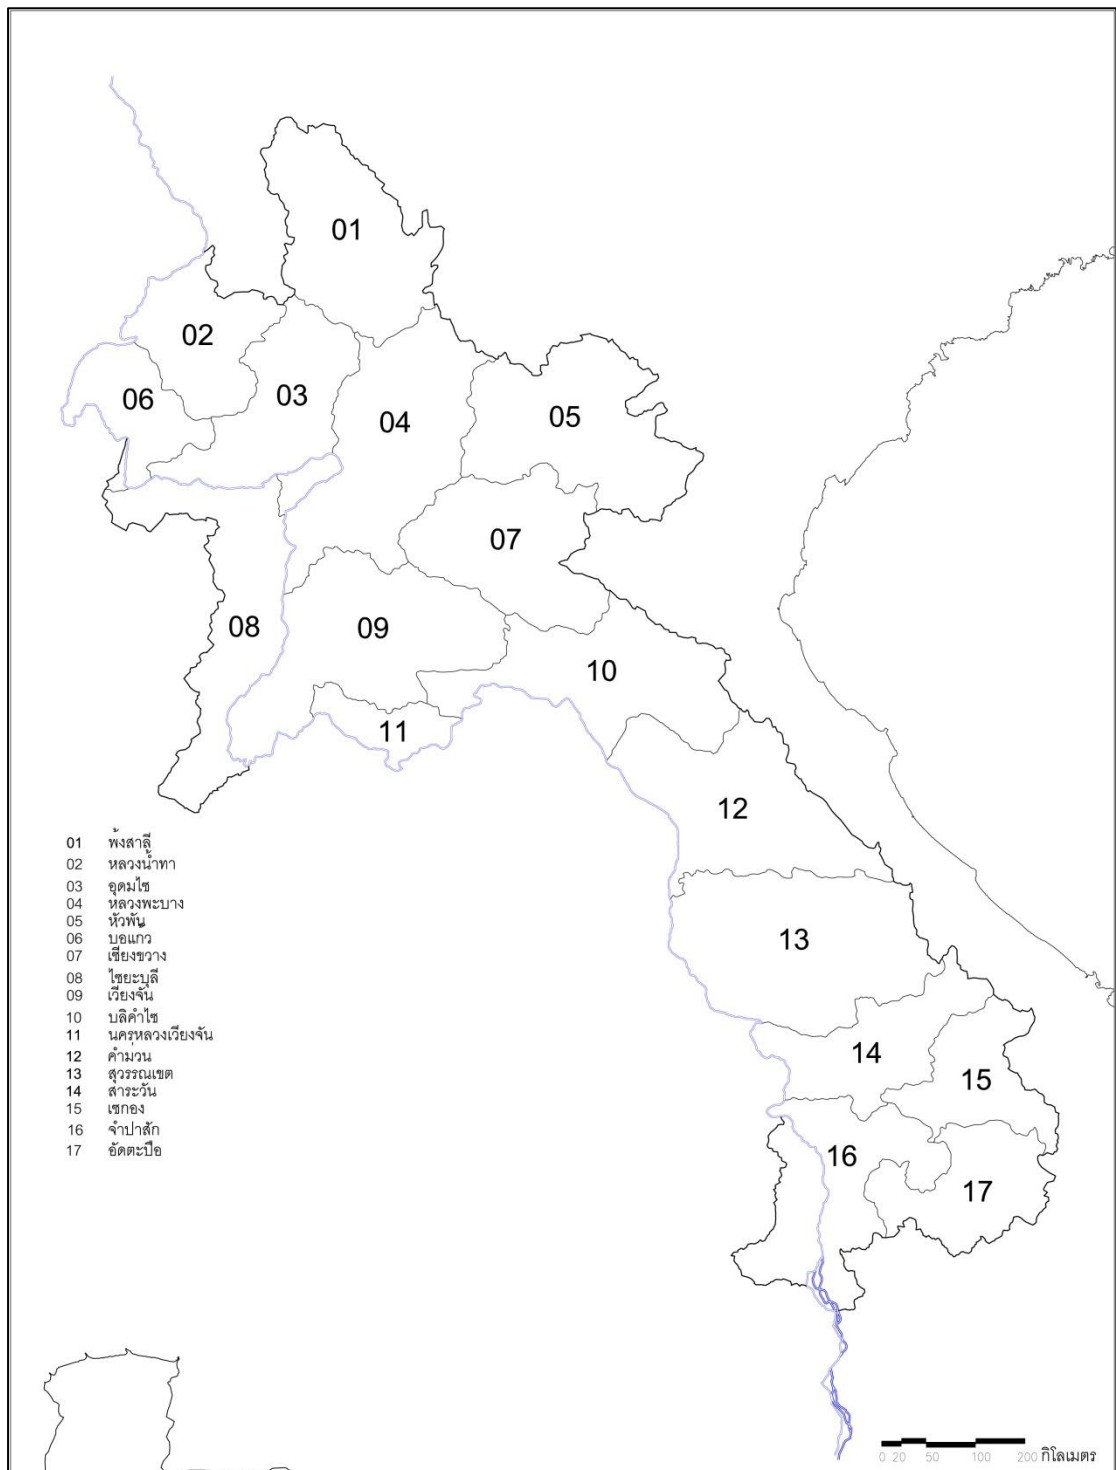 01
02
03
04
05
06
07
08
09
10
11
12
13
14
15
16
17
01 พ้งสาลี
02 หลวงน้ำทา
03 อุดมไช
04 หลวงพะบาง
05 หัวพัน
06 บอแก้ว
07 เชียงขวาง
08 ไชยะบุลี
09 เวียงจัน
10 บลิคำไช
11 นครหลวงเวียงจัน
12 คำม่วน
13 สุวรรณเขต
14 สาระวัน
15 เซกอง
16 จำปาสัก
17 อัดตะปือ
0 20 50 100 200 กิโลเมตร